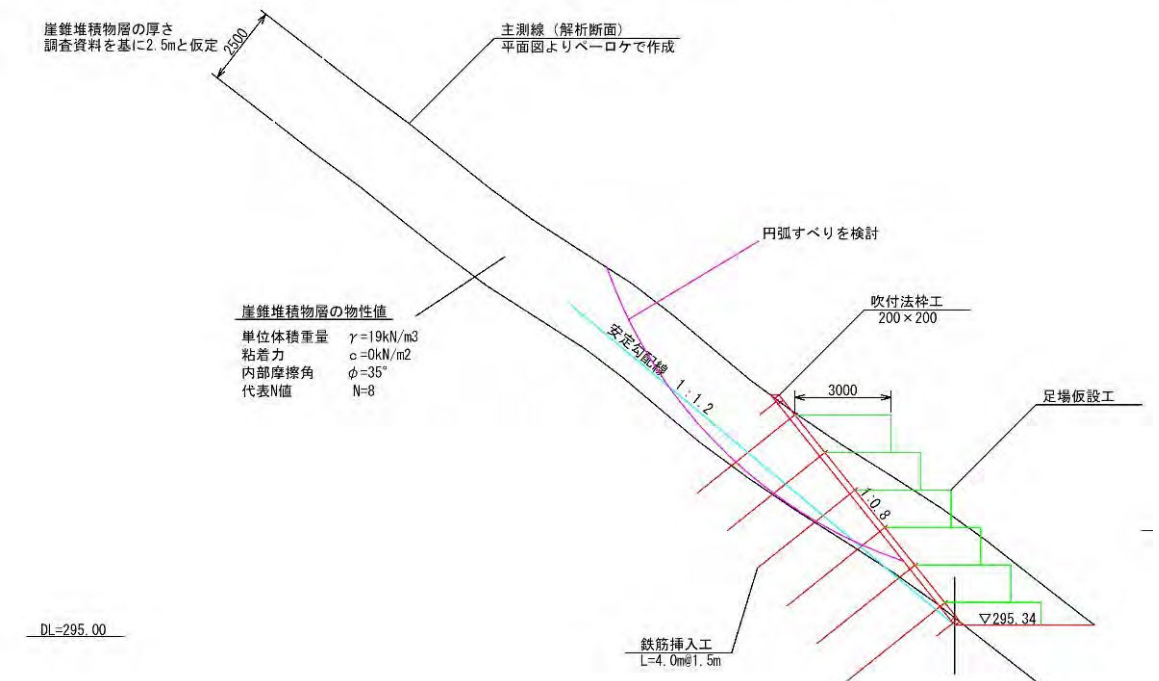 崖錐堆積物層の厚さ
調査資料を基に2.5mと仮定
2500
主測線（解析断面）
平面図よりペーロケで作成
円弧すべりを検討
崖錐堆積物層の物性値
単位体積重量 γ=19kN/m3
粘着力 c=0kN/m2
内部摩擦角 φ=35°
代表N値 N=8
安定勾配線 1:1.2
吹付法枠工
200×200
3000
足場仮設工
1:0.8
▽295.34
DL=295.00
鉄筋挿入工
L=4.0m@1.5m